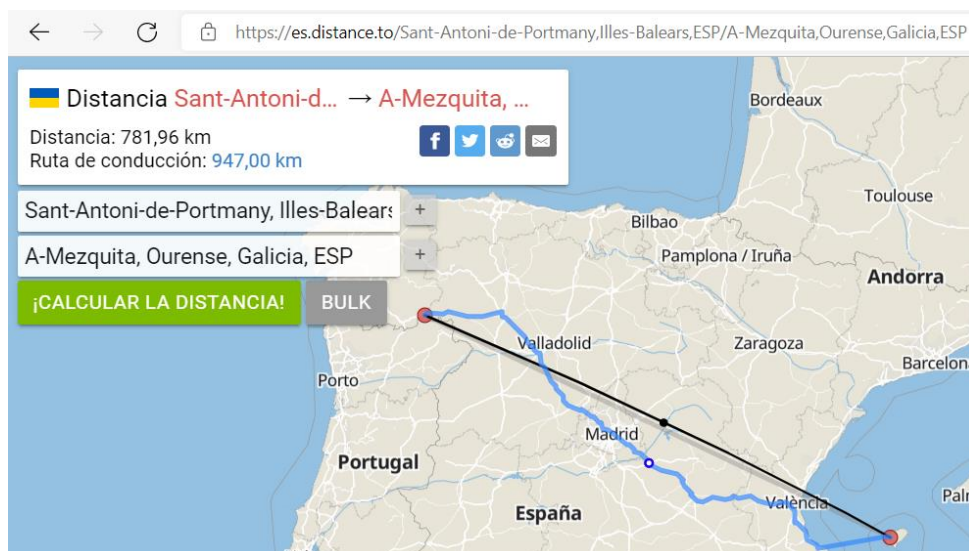 https://es.distance.to/Sant-Antoni-de-Portmany,Illes-Balears,ESP/A-Mezquita,Ourense,Galicia,ESP
Distancia Sant-Antoni-d... → A-Mezquita, ...
Distancia: 781,96 km
Ruta de conducción: 947,00 km
Sant-Antoni-de-Portmany, Illes-Balears
+
A-Mezquita, Ourense, Galicia, ESP
+
¡CALCULAR LA DISTANCIA!
BULK
Bordeaux
Toulouse
Bilbao
Pamplona / Iruña
Andorra
Valladolid
Zaragoza
Barcelon
Porto
Madrid
Portugal
València
Palm
España